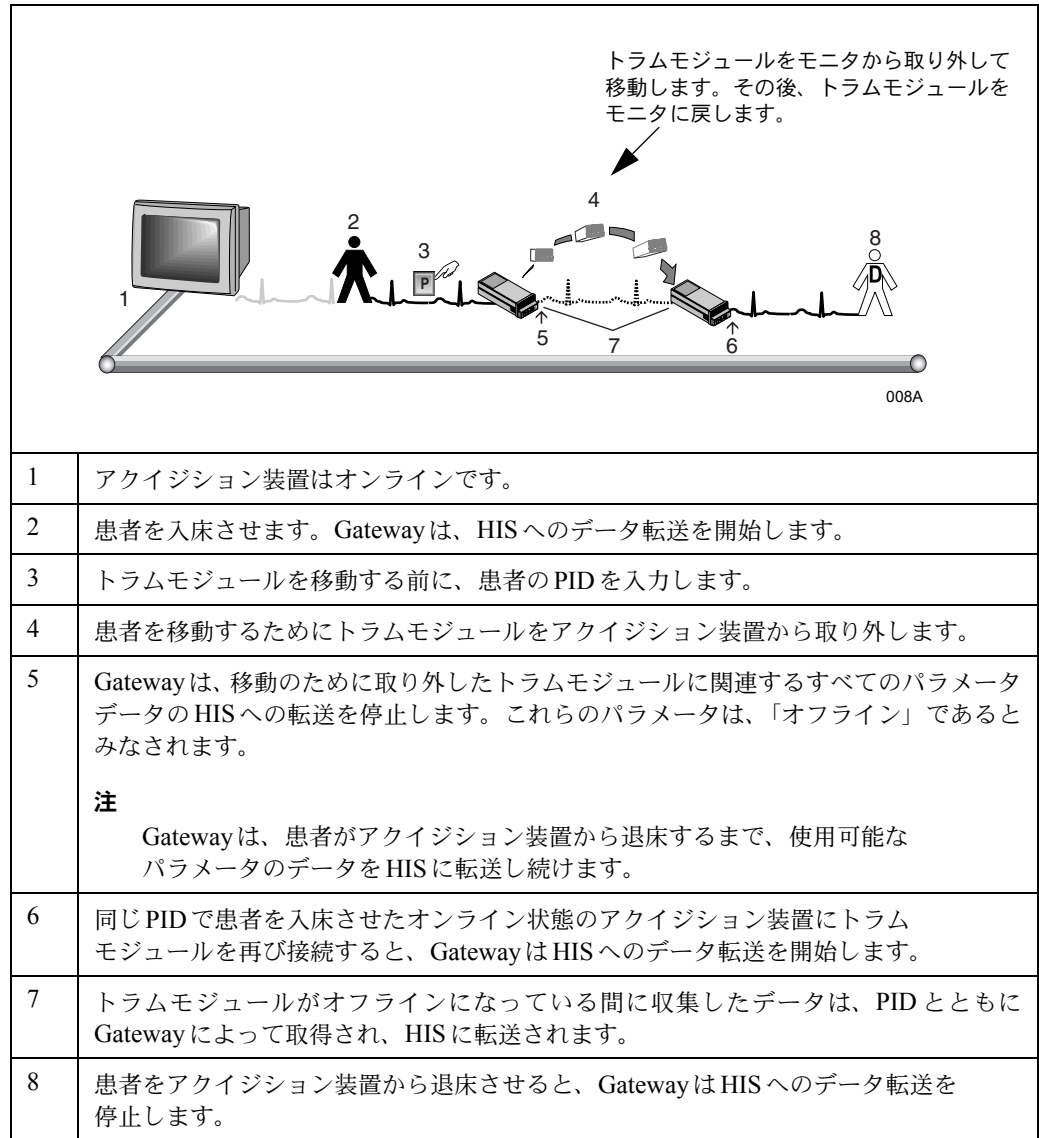 トラムモジュールをモニタから取り外して
移動します。その後、トラムモジュールを
モニタに戻します。
4
2
3
8
P
D
1
5
7
6
008A
1 アクイジション装置はオンラインです。
2 患者を入床させます。Gatewayは、HISへのデータ転送を開始します。
3 トラムモジュールを移動する前に、患者のPIDを入力します。
4 患者を移動するためにトラムモジュールをアクイジション装置から取り外します。
5 Gatewayは、移動のために取り外したトラムモジュールに関連するすべてのパラメータ
データのHISへの転送を停止します。これらのパラメータは、「オフライン」であると
みなされます。
注
Gatewayは、患者がアクイジション装置から退床するまで、使用可能な
パラメータのデータをHISに転送し続けます。
6 同じPIDで患者を入床させたオンライン状態のアクイジション装置にトラム
モジュールを再び接続すると、GatewayはHISへのデータ転送を開始します。
7 トラムモジュールがオフラインになっている間に収集したデータは、PIDとともに
Gatewayによって取得され、HISに転送されます。
8 患者をアクイジション装置から退床させると、GatewayはHISへのデータ転送を
停止します。